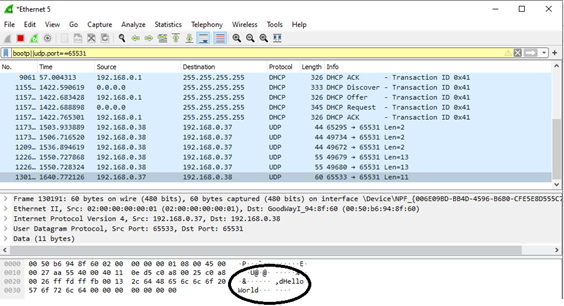 *Ethernet 5
File Edit View Go Capture Analyze Statistics Telephony Wireless Tools Help
bootp||udp.port==65531
No. Time Source Destination Protocol Length Info
9061 57.004313 192.168.0.1 255.255.255.255 DHCP 326 DHCP ACK - Transaction ID 0x41
1155… 1422.590619 0.0.0.0 255.255.255.255 DHCP 333 DHCP Discover - Transaction ID 0x41
1155… 1422.683428 192.168.0.1 255.255.255.255 DHCP 326 DHCP Offer - Transaction ID 0x41
1155… 1422.688898 0.0.0.0 255.255.255.255 DHCP 345 DHCP Request - Transaction ID 0x41
1155… 1422.765301 192.168.0.1 255.255.255.255 DHCP 326 DHCP ACK - Transaction ID 0x41
1173… 1503.933889 192.168.0.38 192.168.0.37 UDP 44 65295 → 65531 Len=2
1173… 1506.716520 192.168.0.38 192.168.0.37 UDP 44 49734 → 65531 Len=2
1209… 1536.894619 192.168.0.38 192.168.0.37 UDP 44 49672 → 65531 Len=2
1226… 1550.727868 192.168.0.38 192.168.0.37 UDP 55 49679 → 65531 Len=13
1226… 1550.728324 192.168.0.38 192.168.0.37 UDP 55 49680 → 65531 Len=13
1301… 1640.772126 192.168.0.37 192.168.0.38 UDP 60 65533 → 65531 Len=11
Frame 130191: 60 bytes on wire (480 bits), 60 bytes captured (480 bits) on interface \Device\NPF_{006E09BD-BB4D-4596-B6B0-CFE5E8D555C7
Ethernet II, Src: 02:00:00:00:00:01 (02:00:00:00:00:01), Dst: GoodWayI_94:8f:60 (00:50:b6:94:8f:60)
Internet Protocol Version 4, Src: 192.168.0.37, Dst: 192.168.0.38
User Datagram Protocol, Src Port: 65533, Dst Port: 65531
Data (11 bytes)
0000 00 50 b6 94 8f 60 02 00 00 00 00 01 08 00 45 00 ·P···`·· ······E·
0010 00 27 aa 55 40 00 40 11 0e d5 c0 a8 00 25 c0 a8 ·'·U@·@· ·····%··
0020 00 26 ff fd ff fb 00 13 2c 64 48 65 6c 6c 6f 20 ·&······ ,dHello
0030 57 6f 72 6c 64 00 00 00 00 00 00 00 World··· ····